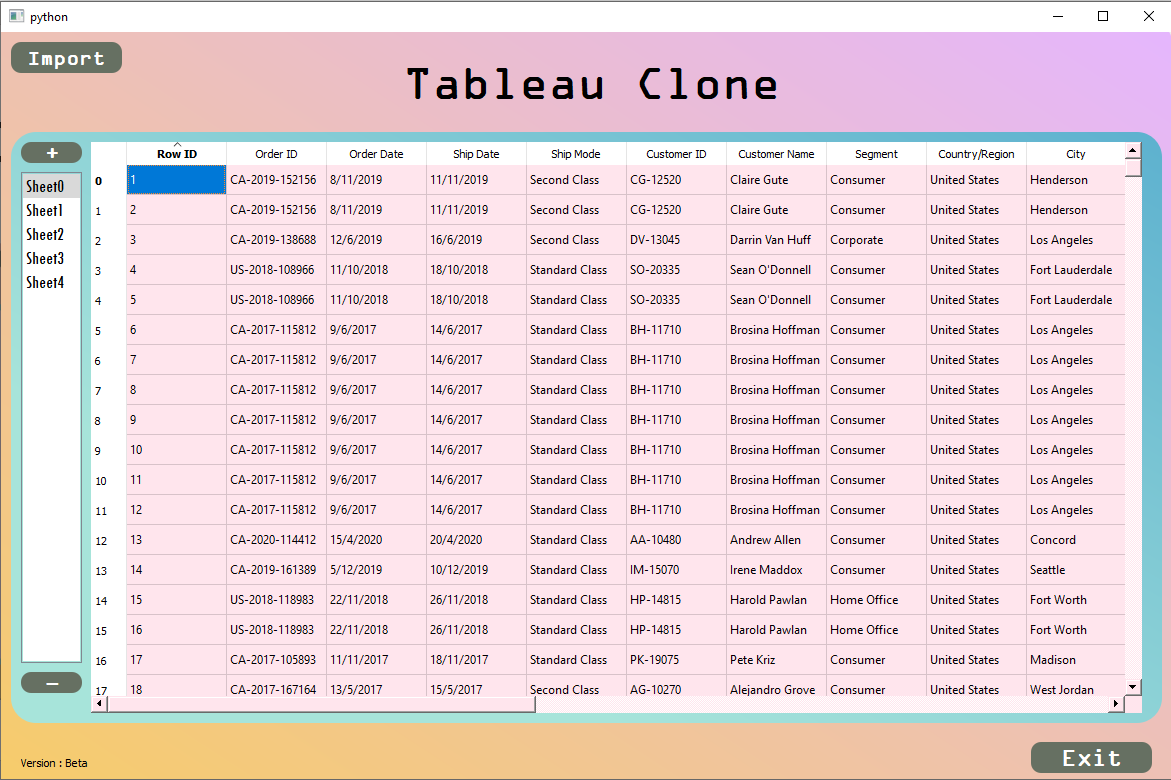 python
Import
Tableau Clone
+
Sheet0
Sheet1
Sheet2
Sheet3
Sheet4
–
Row ID Order ID Order Date Ship Date Ship Mode Customer ID Customer Name Segment Country/Region City
0 1 CA-2019-152156 8/11/2019 11/11/2019 Second Class CG-12520 Claire Gute Consumer United States Henderson
1 2 CA-2019-152156 8/11/2019 11/11/2019 Second Class CG-12520 Claire Gute Consumer United States Henderson
2 3 CA-2019-138688 12/6/2019 16/6/2019 Second Class DV-13045 Darrin Van Huff Corporate United States Los Angeles
3 4 US-2018-108966 11/10/2018 18/10/2018 Standard Class SO-20335 Sean O'Donnell Consumer United States Fort Lauderdale
4 5 US-2018-108966 11/10/2018 18/10/2018 Standard Class SO-20335 Sean O'Donnell Consumer United States Fort Lauderdale
5 6 CA-2017-115812 9/6/2017 14/6/2017 Standard Class BH-11710 Brosina Hoffman Consumer United States Los Angeles
6 7 CA-2017-115812 9/6/2017 14/6/2017 Standard Class BH-11710 Brosina Hoffman Consumer United States Los Angeles
7 8 CA-2017-115812 9/6/2017 14/6/2017 Standard Class BH-11710 Brosina Hoffman Consumer United States Los Angeles
8 9 CA-2017-115812 9/6/2017 14/6/2017 Standard Class BH-11710 Brosina Hoffman Consumer United States Los Angeles
9 10 CA-2017-115812 9/6/2017 14/6/2017 Standard Class BH-11710 Brosina Hoffman Consumer United States Los Angeles
10 11 CA-2017-115812 9/6/2017 14/6/2017 Standard Class BH-11710 Brosina Hoffman Consumer United States Los Angeles
11 12 CA-2017-115812 9/6/2017 14/6/2017 Standard Class BH-11710 Brosina Hoffman Consumer United States Los Angeles
12 13 CA-2020-114412 15/4/2020 20/4/2020 Standard Class AA-10480 Andrew Allen Consumer United States Concord
13 14 CA-2019-161389 5/12/2019 10/12/2019 Standard Class IM-15070 Irene Maddox Consumer United States Seattle
14 15 US-2018-118983 22/11/2018 26/11/2018 Standard Class HP-14815 Harold Pawlan Home Office United States Fort Worth
15 16 US-2018-118983 22/11/2018 26/11/2018 Standard Class HP-14815 Harold Pawlan Home Office United States Fort Worth
16 17 CA-2017-105893 11/11/2017 18/11/2017 Standard Class PK-19075 Pete Kriz Consumer United States Madison
17 18 CA-2017-167164 13/5/2017 15/5/2017 Second Class AG-10270 Alejandro Grove Consumer United States West Jordan
Version : Beta
Exit